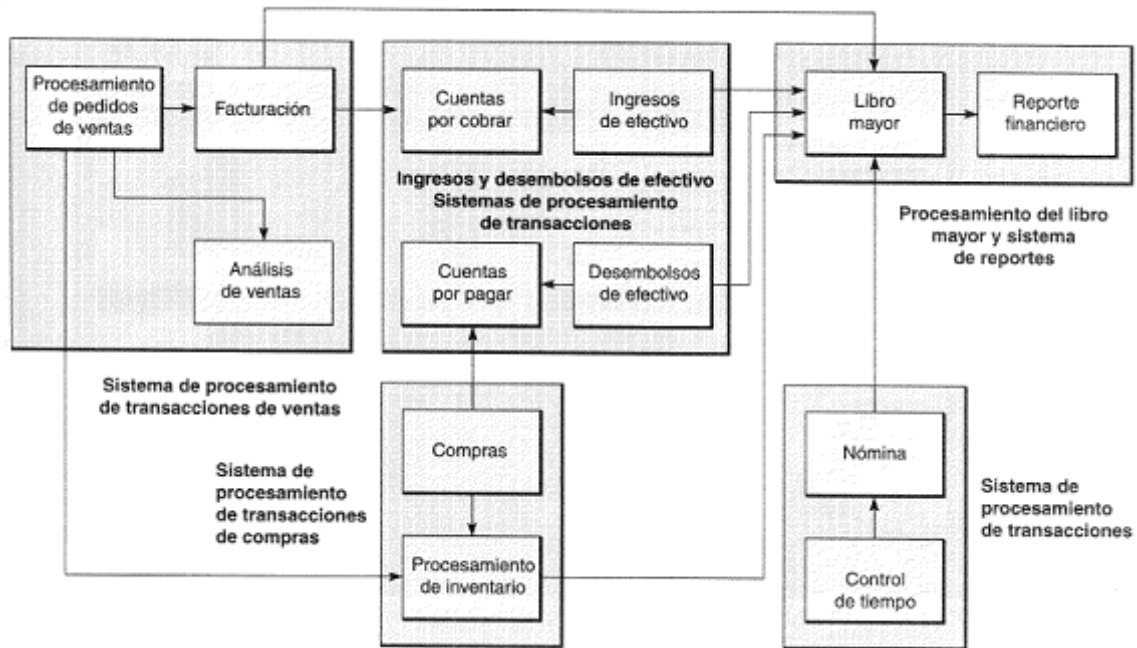 Procesamiento
de pedidos
de ventas
Facturación
Análisis
de ventas
Sistema de procesamiento
de transacciones de ventas
Cuentas
por cobrar
Ingresos
de efectivo
Ingresos y desembolsos de efectivo
Sistemas de procesamiento
de transacciones
Cuentas
por pagar
Desembolsos
de efectivo
Libro
mayor
Reporte
financiero
Procesamiento del libro
mayor y sistema
de reportes
Sistema de
procesamiento
de transacciones
de compras
Compras
Procesamiento
de inventario
Nómina
Control
de tiempo
Sistema de
procesamiento
de transacciones